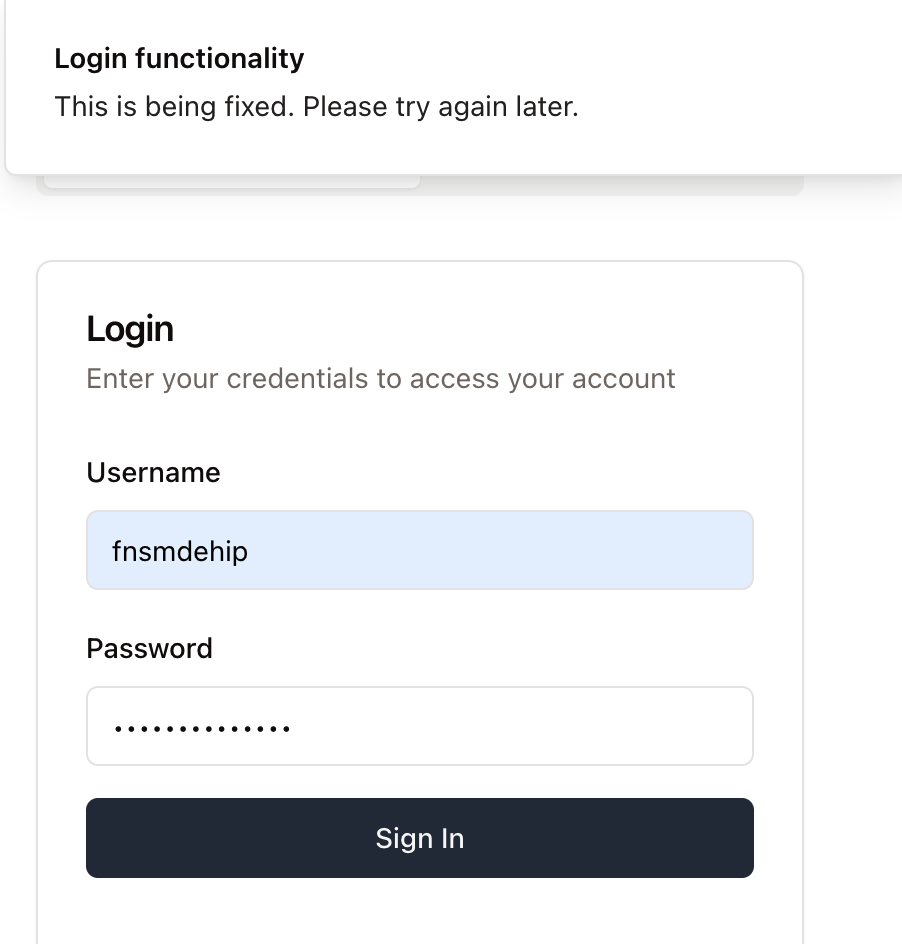 Login functionality
This is being fixed. Please try again later.
Login
Enter your credentials to access your account
Username
fnsmdehip
Password
••••••••••••••
Sign In